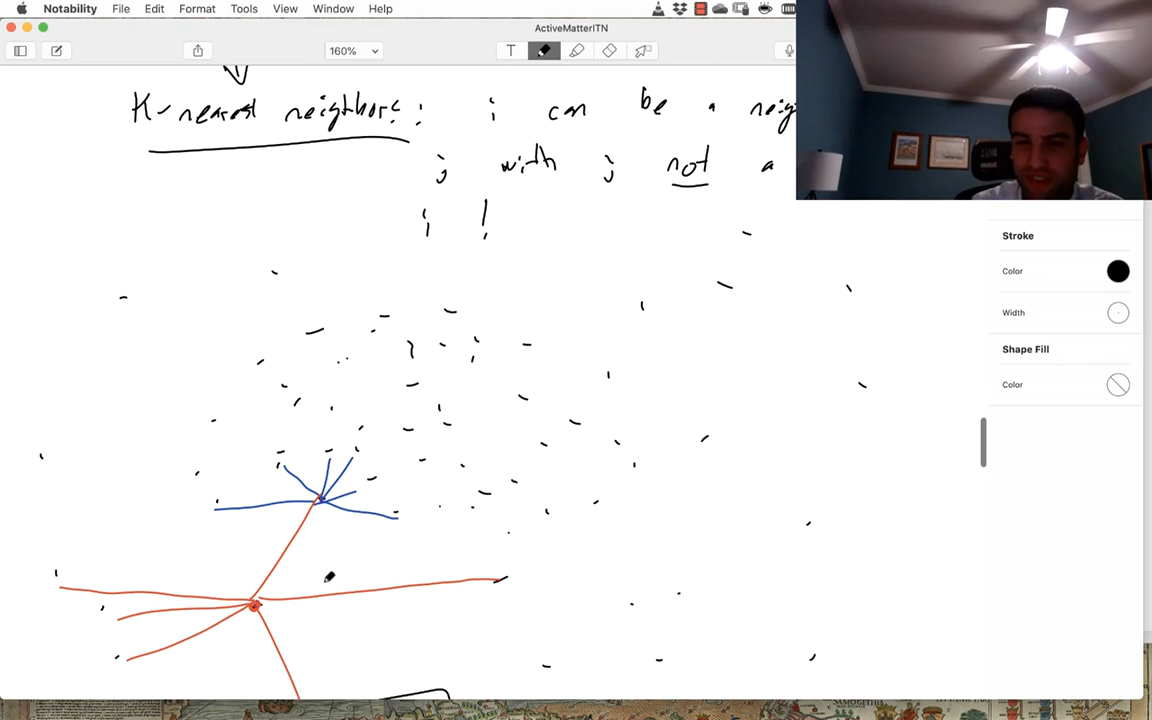 Notability File Edit Format Tools View Window Help
ActiveMatterITN
160% T
K-nearest neighbors: i can be a neig
j with j not a
i !
Stroke
Color
Width
Shape Fill
Color